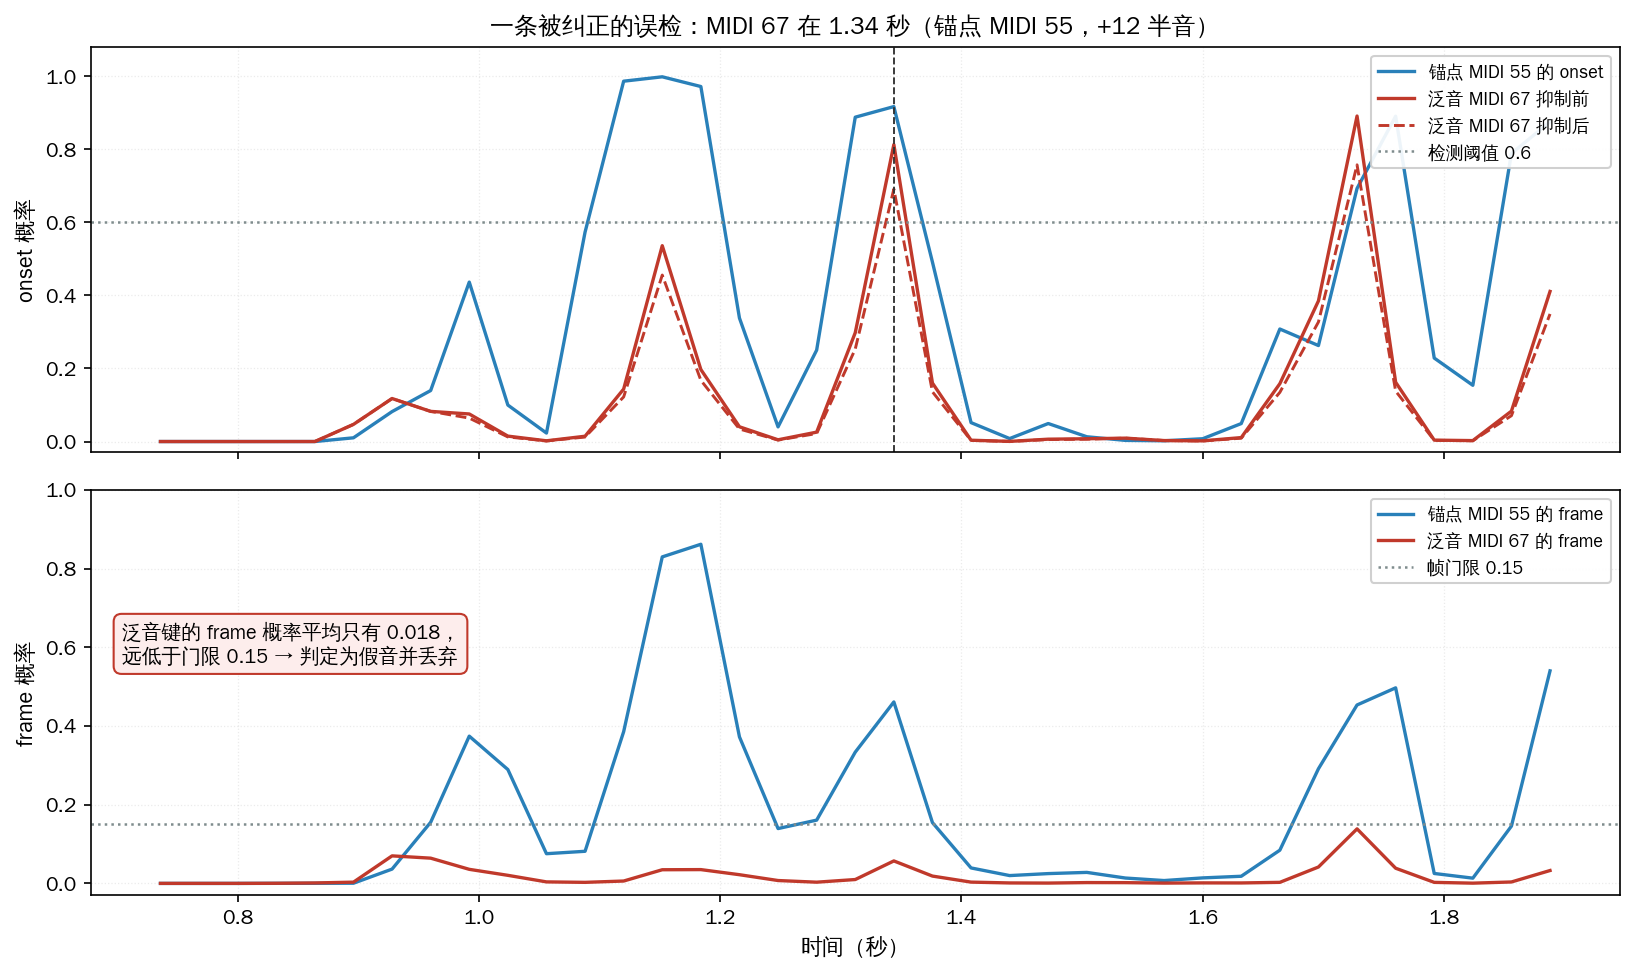 一条被纠正的误检：MIDI 67 在 1.34 秒（锚点 MIDI 55，+12 半音）
onset 概率
1.0
0.8
0.6
0.4
0.2
0.0
锚点 MIDI 55 的 onset
泛音 MIDI 67 抑制前
泛音 MIDI 67 抑制后
检测阈值 0.6
frame 概率
1.0
0.8
0.6
0.4
0.2
0.0
锚点 MIDI 55 的 frame
泛音 MIDI 67 的 frame
帧门限 0.15
泛音键的 frame 概率平均只有 0.018，
远低于门限 0.15 → 判定为假音并丢弃
0.8
1.0
1.2
1.4
1.6
1.8
时间（秒）